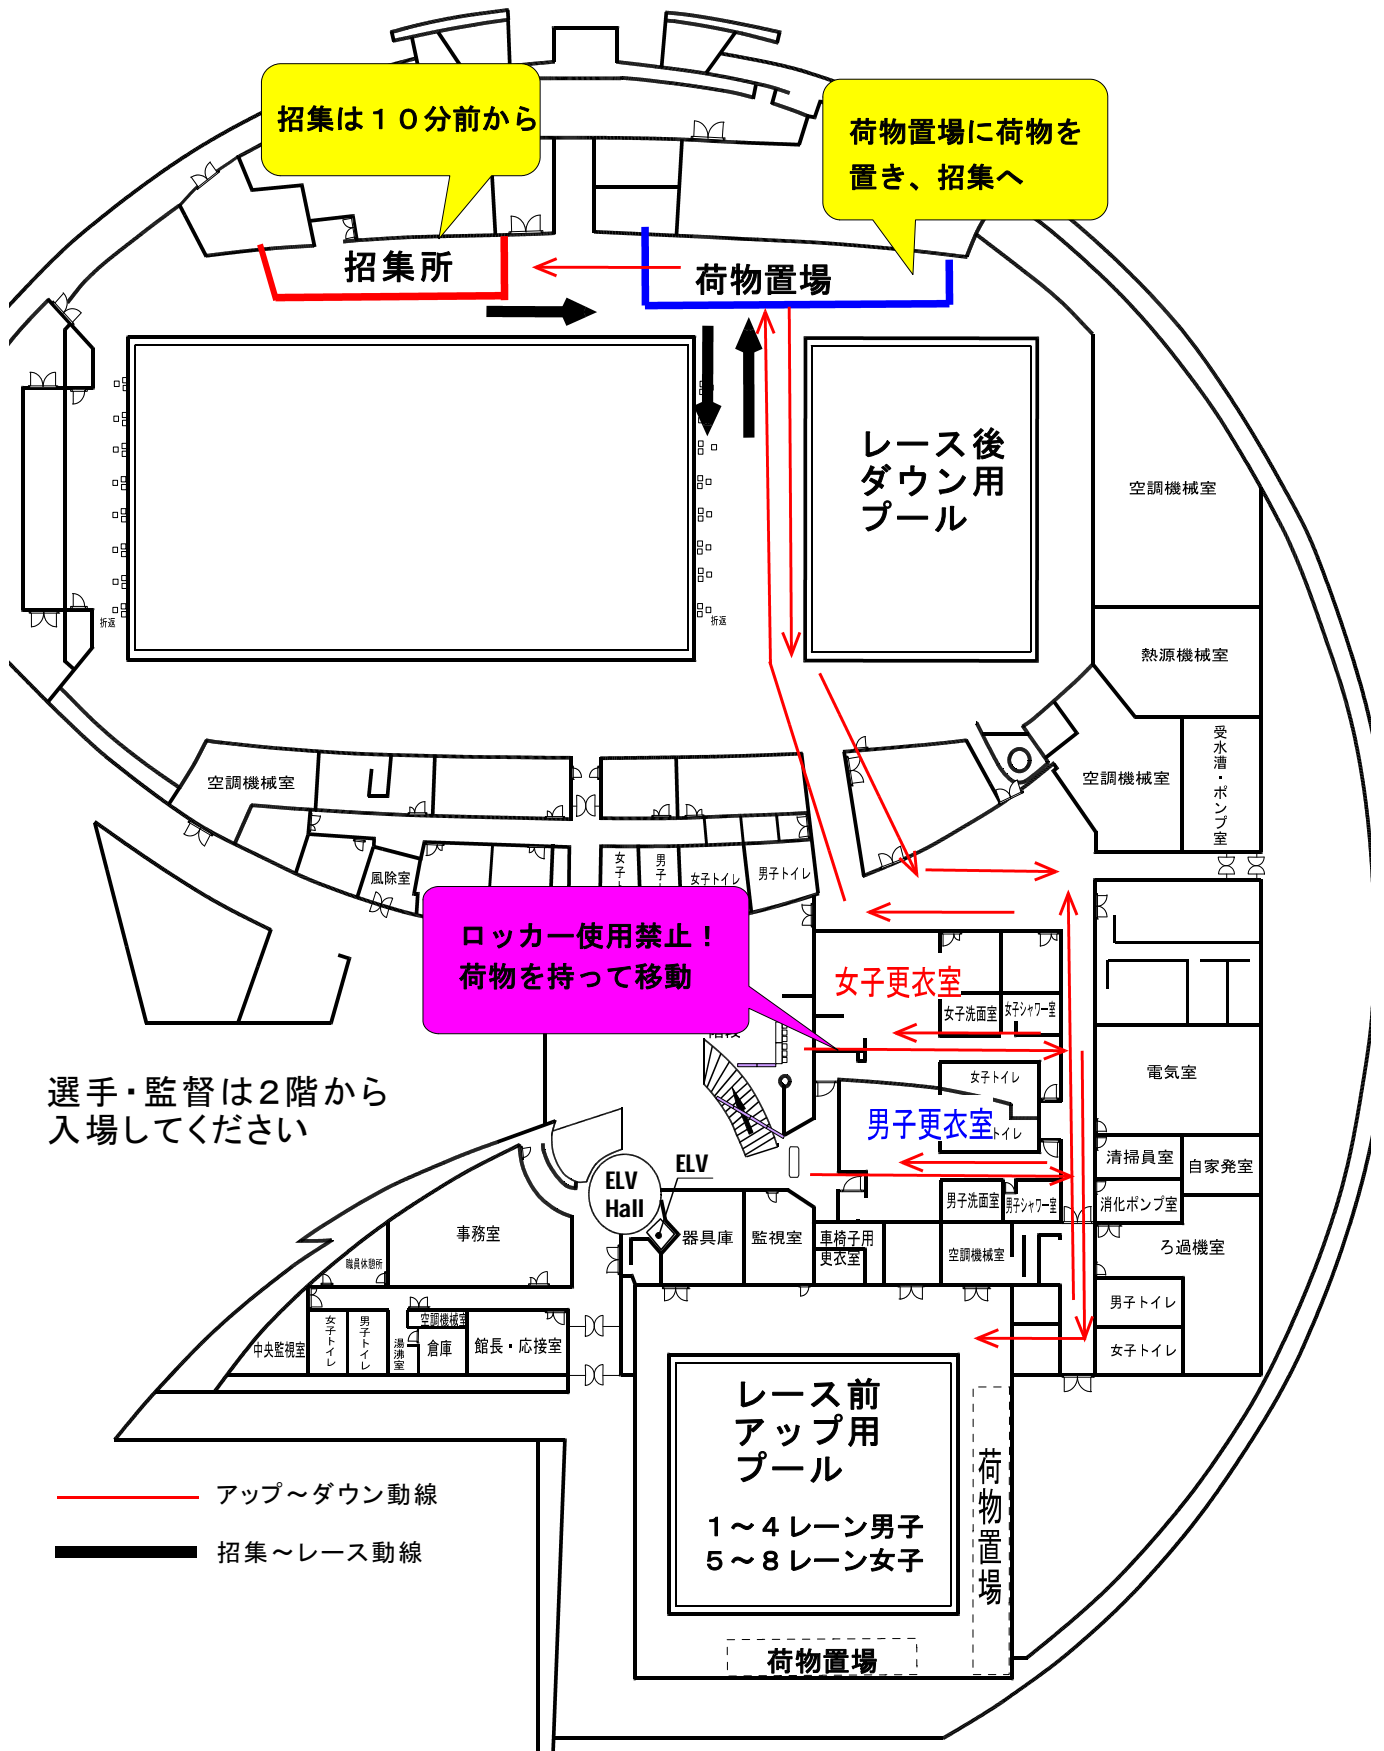 招集は１０分前から
荷物置場に荷物を
置き、招集へ
招集所
荷物置場
レース後
ダウン用
プール
空調機械室
折返
折返
熱源機械室
空調機械室
受水漕・ポンプ室
空調機械室
風除室
女子ト
男子
女子トイレ
男子トイレ
ロッカー使用禁止！
荷物を持って移動
女子更衣室
女子洗面室
女子シャワー室
階段
選手・監督は２階から
入場してください
女子トイレ
電気室
男子更衣室
トイレ
清掃員室
自家発室
ELV
Hall
ELV
男子洗面室
男子シャワー室
消化ポンプ室
事務室
器具庫
監視室
車椅子用
更衣室
空調機械室
ろ過機室
職員休憩所
男子トイレ
女子トイレ
中央監視室
女子トイレ
男子トイレ
湯沸室
空調機械室
倉庫
館長・応接室
レース前
アップ用
プール
１～４レーン男子
５～８レーン女子
荷物置場
荷物置場
アップ～ダウン動線
招集～レース動線